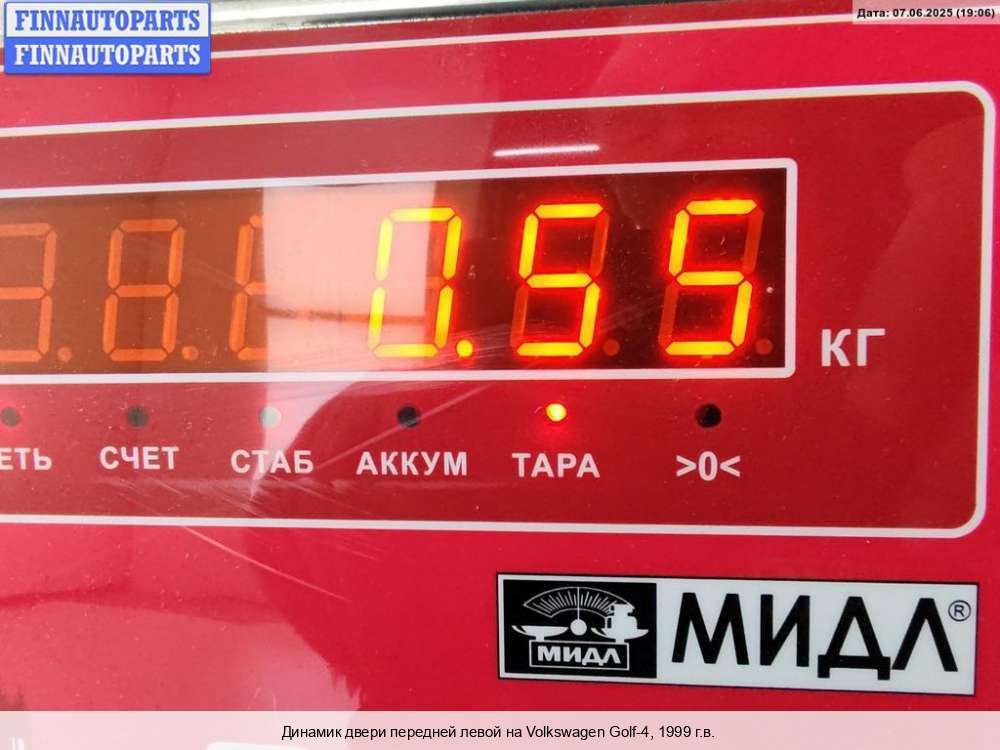 FINNAUTOPARTS
FINNAUTOPARTS
Дата: 07.06.2025 (19:06)
0.55
КГ
ЕТЬ СЧЕТ СТАБ АККУМ ТАРА >0<
МИДЛ
МИДЛ®
Динамик двери передней левой на Volkswagen Golf-4, 1999 г.в.